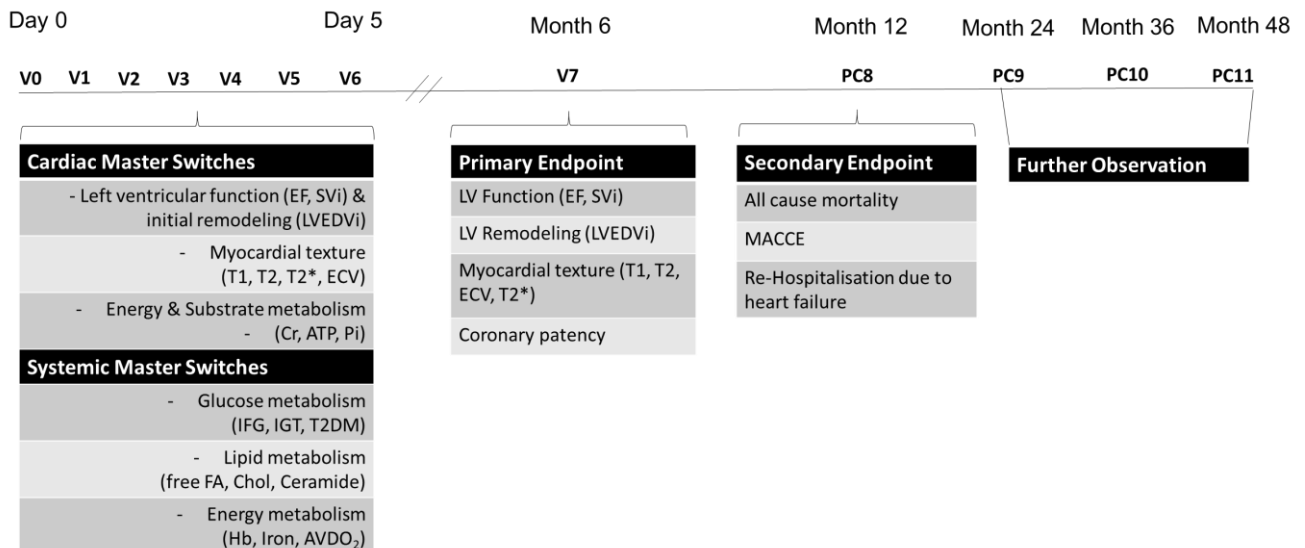 Day 0 Day 5 Month 6 Month 12 Month 24 Month 36 Month 48
V0 V1 V2 V3 V4 V5 V6 V7 PC8 PC9 PC10 PC11
Cardiac Master Switches
- Left ventricular function (EF, SVi) &
initial remodeling (LVEDVi)
- Myocardial texture
(T1, T2, T2*, ECV)
- Energy & Substrate metabolism
- (Cr, ATP, Pi)
Systemic Master Switches
- Glucose metabolism
(IFG, IGT, T2DM)
- Lipid metabolism
(free FA, Chol, Ceramide)
- Energy metabolism
(Hb, Iron, AVDO₂)
Primary Endpoint
LV Function (EF, SVi)
LV Remodeling (LVEDVi)
Myocardial texture (T1, T2,
ECV, T2*)
Coronary patency
Secondary Endpoint
All cause mortality
MACCE
Re-Hospitalisation due to
heart failure
Further Observation